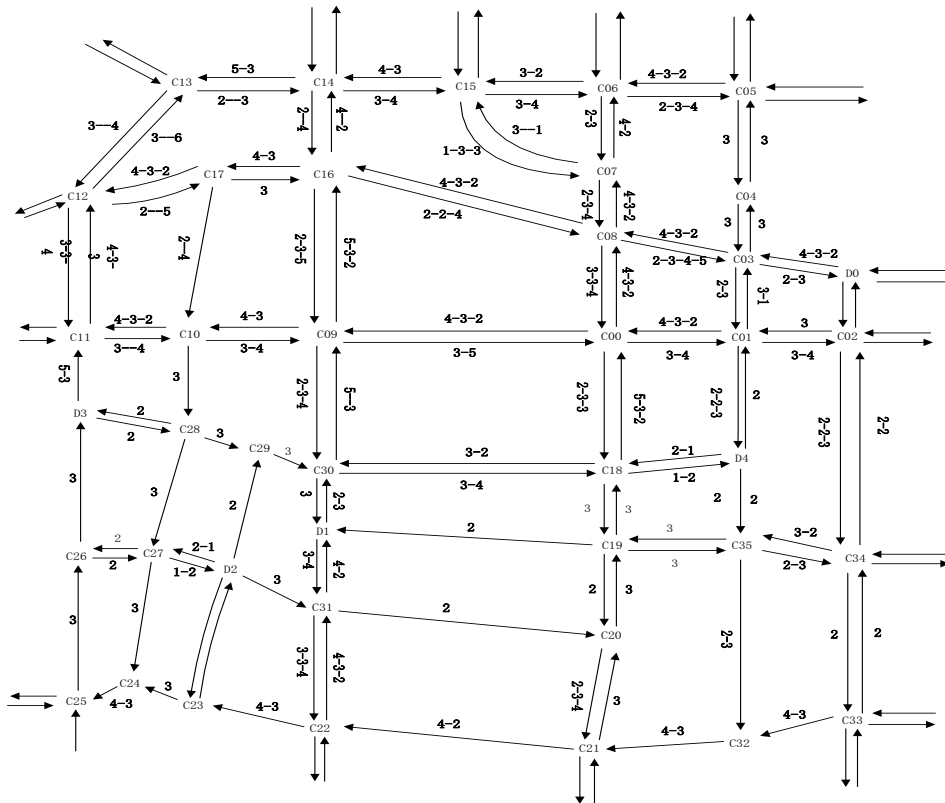 5-3
4-3
3-2
4-3-2
C13
C14
C15
C06
C05
2--3
3-4
3-4
2-3-4
3--4
3--6
2--4
4--2
1-3-3
3--1
2-3
4-2
3
3
4-3-2
4-3
C12
C17
C16
C07
C04
2--5
3
4-3-2
2-2-4
3-3-
4
4-3-
3
2--4
2-3-5
5-3-2
2-3-4
4-3-2
3
3
C08
4-3-2
C03
4-3-2
2-3-4-5
2-3
D0
3-3-4
4-3-2
2-3
3-1
4-3-2
4-3
4-3-2
4-3-2
3
C11
C10
C09
C00
C01
C02
3--4
3-4
3-5
3-4
3-4
5-3
3
2-3-4
5--3
2-3-3
5-3-2
2-2-3
2
2-2-3
2-2
D3
2
2
C28
3
C29
3
C30
3-2
3-4
C18
2-1
1-2
D4
3
3
2
3
2-3
3
3
2
2
D1
2
C26
2
2
C27
2-1
1-2
D2
C19
3
3
C35
3-2
2-3
C34
3-4
4-2
3
3
3
C31
2
2
3
C20
2-3
2
2
3-3-4
4-3-2
2-3-4
3
C24
3
C25
4-3
C23
4-3
C22
4-2
C21
4-3
C32
4-3
C33